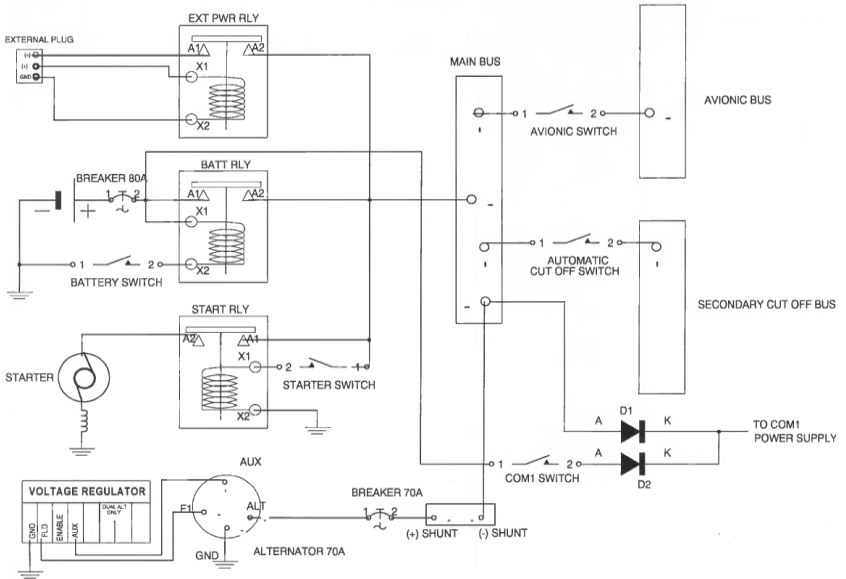 EXT PWR RLY
EXTERNAL PLUG
(+)
(+)
GND
A1
A2
X1
X2
MAIN BUS
1
2
AVIONIC SWITCH
AVIONIC BUS
BREAKER 80A
1
2
BATT RLY
A1
A2
X1
X2
1
2
BATTERY SWITCH
1
2
AUTOMATIC
CUT OFF SWITCH
SECONDARY CUT OFF BUS
START RLY
A2
A1
X1
X2
2
1
STARTER SWITCH
STARTER
D1
A
K
A
K
D2
TO COM1
POWER SUPPLY
1
2
COM1 SWITCH
VOLTAGE REGULATOR
GND
FLD
ENABLE
AUX
DUAL ALT
ONLY
AUX
F1
ALT
GND
ALTERNATOR 70A
BREAKER 70A
1
2
(+) SHUNT
(-) SHUNT